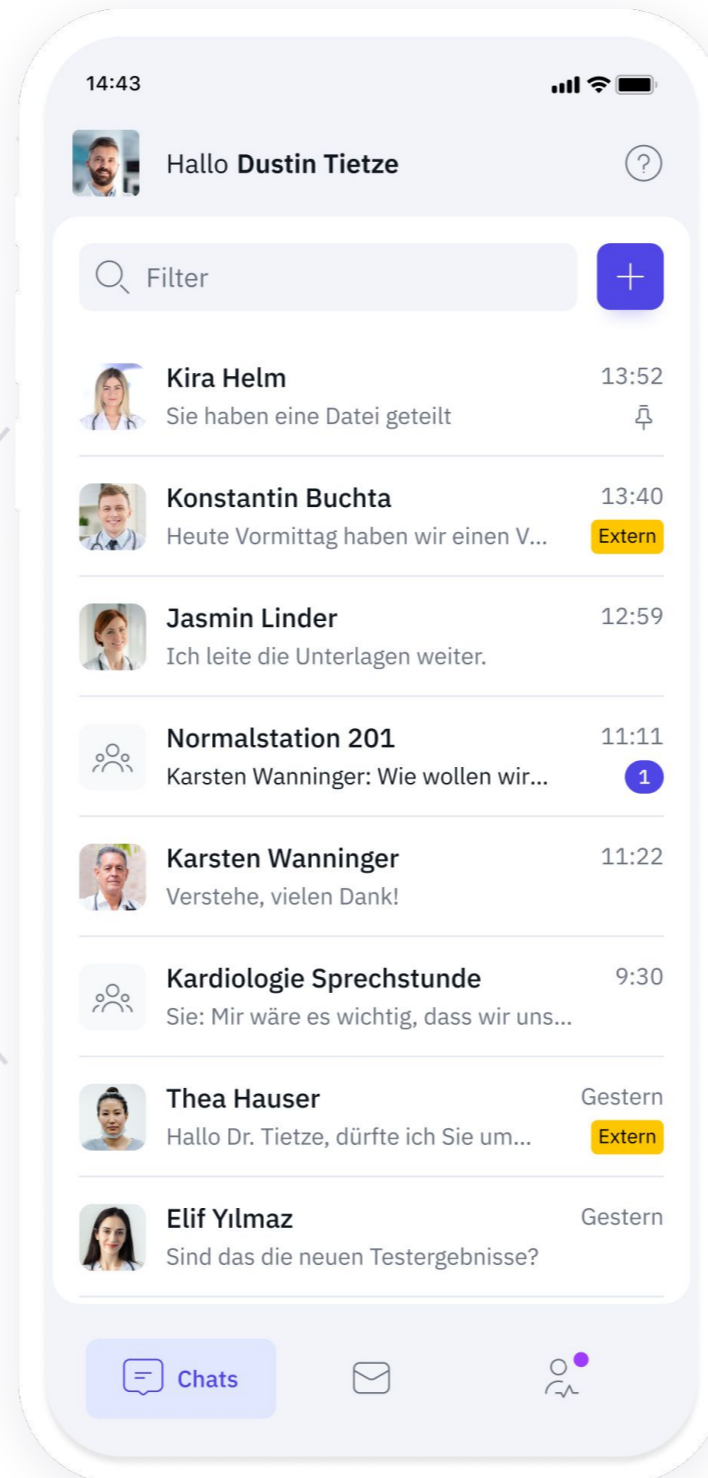 14:43
Hallo Dustin Tietze
?
Filter
Kira Helm 13:52
Sie haben eine Datei geteilt
Konstantin Buchta 13:40
Heute Vormittag haben wir einen V... Extern
Jasmin Linder 12:59
Ich leite die Unterlagen weiter.
Normalstation 201 11:11
Karsten Wanninger: Wie wollen wir... 1
Karsten Wanninger 11:22
Verstehe, vielen Dank!
Kardiologie Sprechstunde 9:30
Sie: Mir wäre es wichtig, dass wir uns...
Thea Hauser Gestern
Hallo Dr. Tietze, dürfte ich Sie um... Extern
Elif Yılmaz Gestern
Sind das die neuen Testergebnisse?
Chats